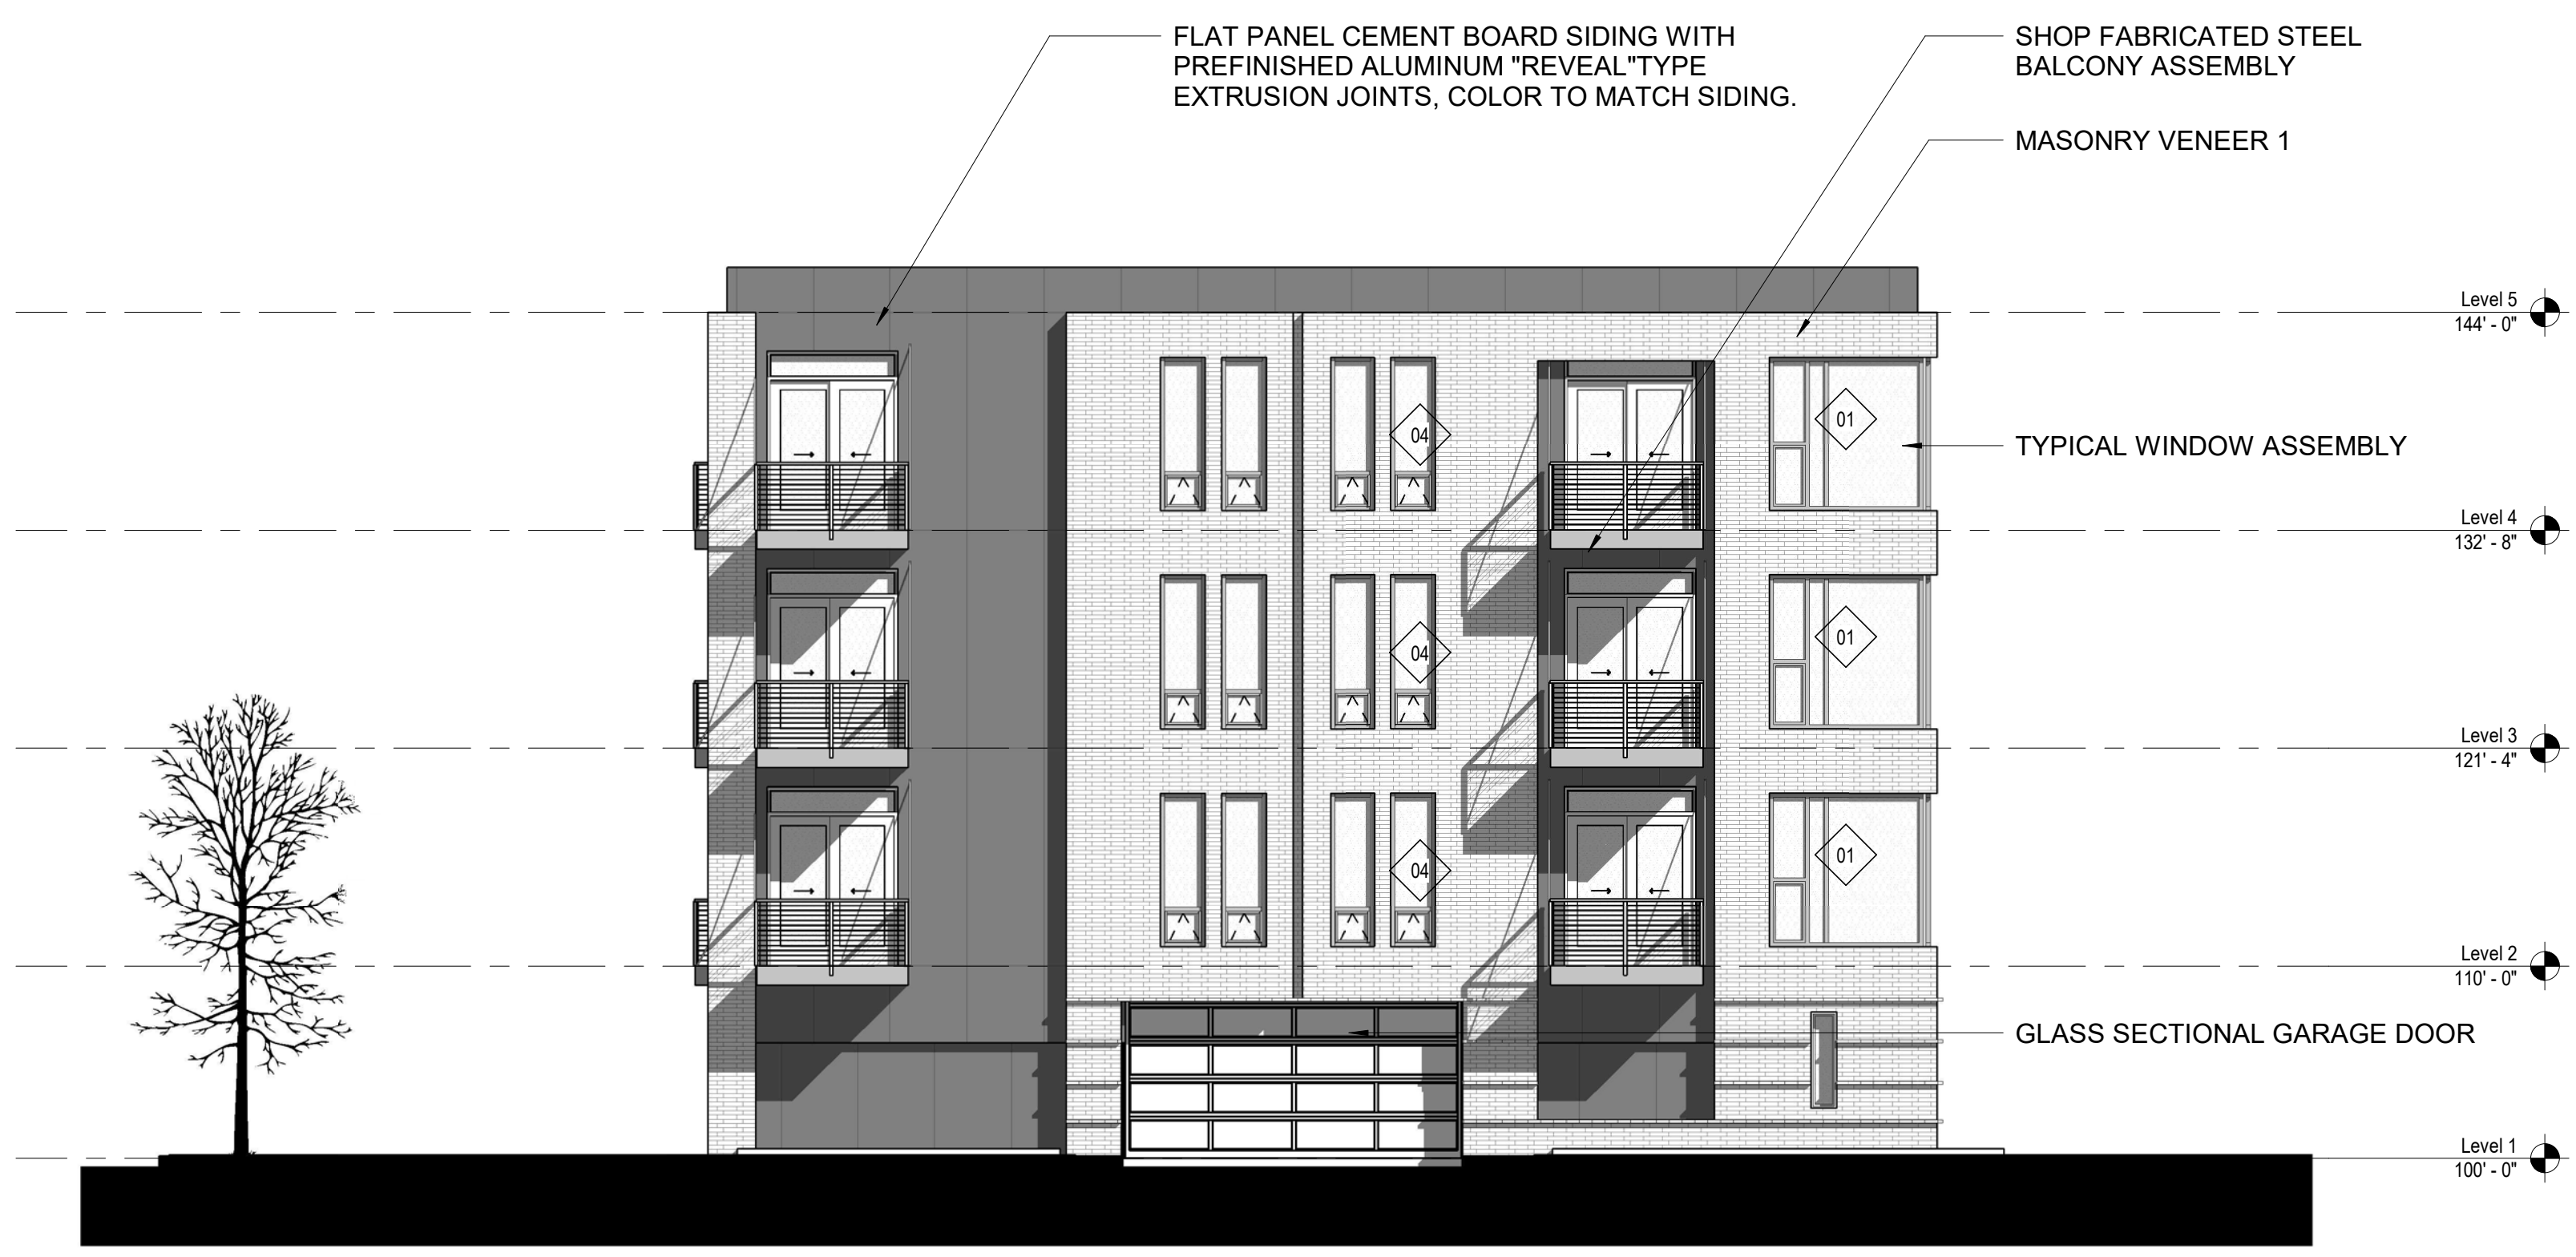 FLAT PANEL CEMENT BOARD SIDING WITH
PREFINISHED ALUMINUM "REVEAL"TYPE
EXTRUSION JOINTS, COLOR TO MATCH SIDING.
SHOP FABRICATED STEEL
BALCONY ASSEMBLY
MASONRY VENEER 1
Level 5
144' - 0"
04
01
TYPICAL WINDOW ASSEMBLY
Level 4
132' - 8"
04
01
Level 3
121' - 4"
04
01
Level 2
110' - 0"
GLASS SECTIONAL GARAGE DOOR
Level 1
100' - 0"